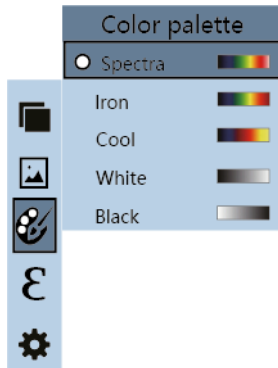 Color palette
Spectra
Iron
Cool
White
Black
ε